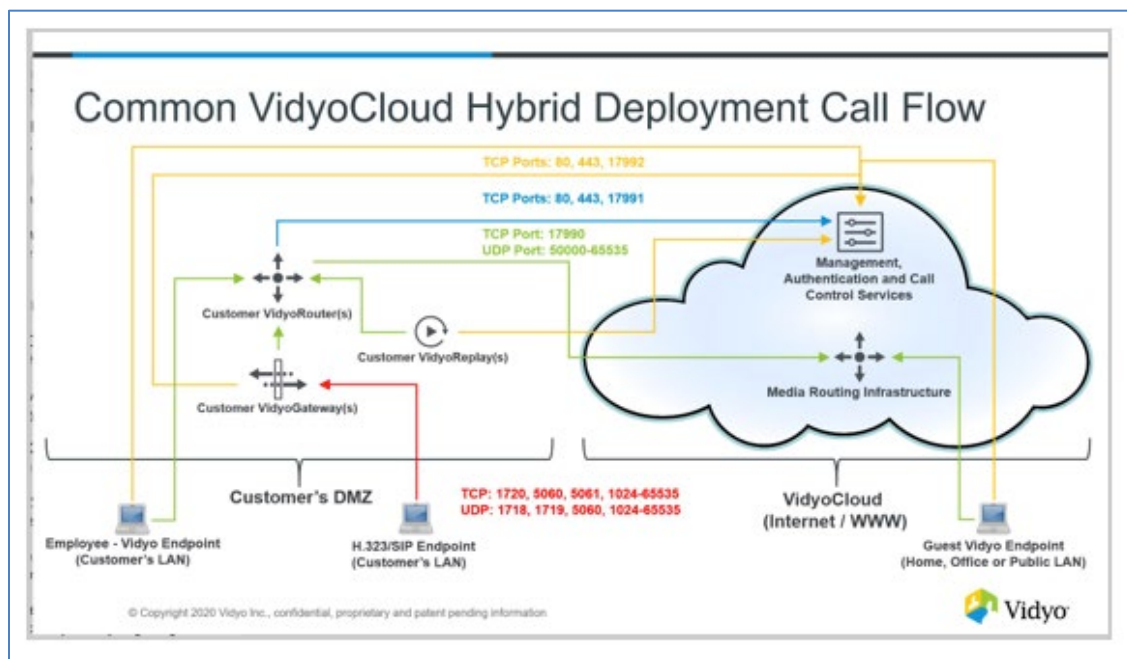 Common VidyoCloud Hybrid Deployment Call Flow
TCP Ports: 80, 443, 17992
TCP Ports: 80, 443, 17991
TCP Port: 17990
UDP Port: 50000-65535
Management,
Authentication and Call
Control Services
Customer VidyoRouter(s)
Customer VidyoReplay(s)
Customer VidyoGateway(s)
Media Routing Infrastructure
Customer's DMZ
TCP: 1720, 5060, 5061, 1024-65535
UDP: 1718, 1719, 5060, 1024-65535
VidyoCloud
(Internet / WWW)
Employee - Vidyo Endpoint
(Customer's LAN)
H.323/SIP Endpoint
(Customer's LAN)
Guest Vidyo Endpoint
(Home, Office or Public LAN)
© Copyright 2020 Vidyo Inc., confidential, proprietary and patent pending information
Vidyo